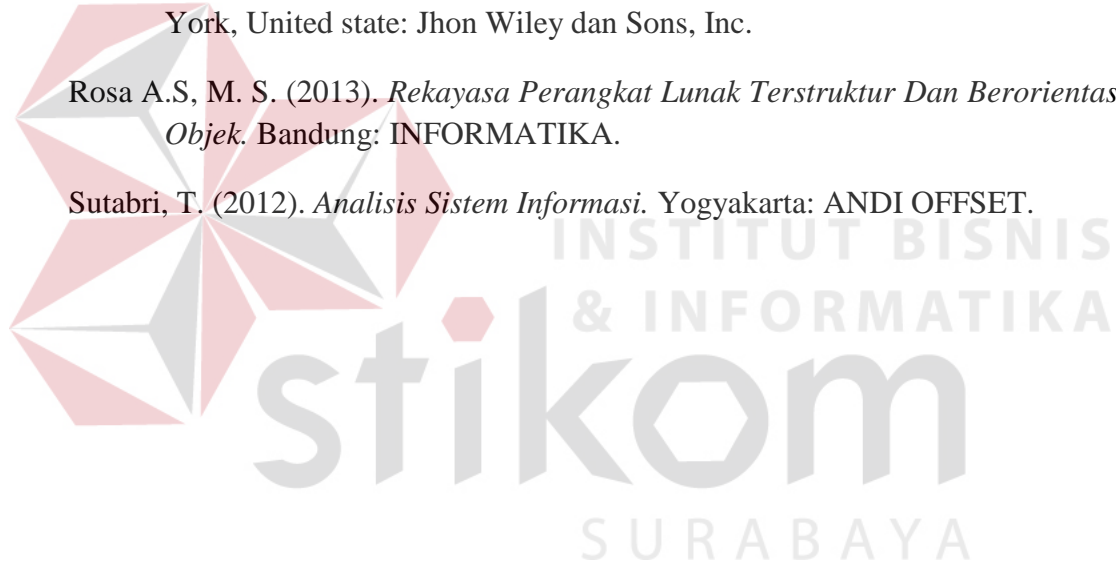 York, United state: Jhon Wiley dan Sons, Inc.
Rosa A.S, M. S. (2013). Rekayasa Perangkat Lunak Terstruktur Dan Berorientas
Objek. Bandung: INFORMATIKA.
Sutabri, T. (2012). Analisis Sistem Informasi. Yogyakarta: ANDI OFFSET.
INSTITUT BISNIS
& INFORMATIKA
stikom
SURABAYA